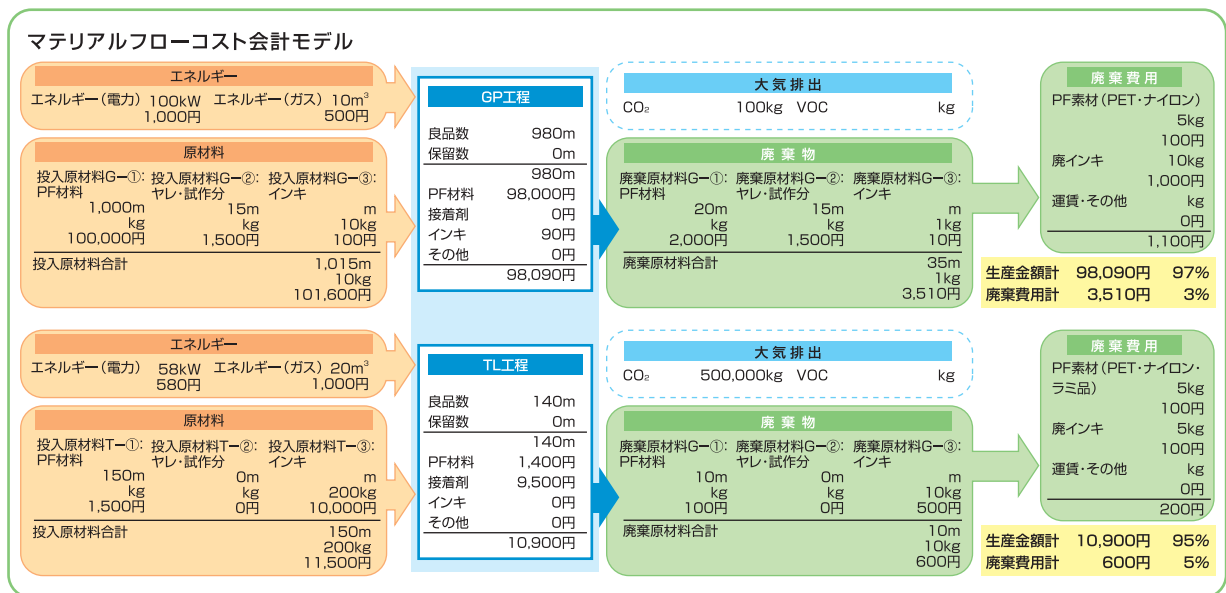 マテリアルフローコスト会計モデル
エネルギー
エネルギー(電力) 100kW エネルギー(ガス) 10m³
1,000円 500円
原材料
投入原材料G−①: 投入原材料G−②: 投入原材料G−③:
PF材料 ヤレ・試作分 インキ
1,000m 15m m
kg kg 10kg
100,000円 1,500円 100円
投入原材料合計 1,015m
10kg
101,600円
GP工程
良品数 980m
保留数 0m
980m
PF材料 98,000円
接着剤 0円
インキ 90円
その他 0円
98,090円
大気排出
CO₂ 100kg VOC kg
廃棄物
廃棄原材料G−①: 廃棄原材料G−②: 廃棄原材料G−③:
PF材料 ヤレ・試作分 インキ
20m 15m m
kg kg 1kg
2,000円 1,500円 10円
廃棄原材料合計 35m
1kg
3,510円
廃棄費用
PF素材(PET・ナイロン)
5kg
100円
廃インキ 10kg
1,000円
運賃・その他 kg
0円
1,100円
生産金額計 98,090円 97%
廃棄費用計 3,510円 3%
エネルギー
エネルギー(電力) 58kW エネルギー(ガス) 20m³
580円 1,000円
原材料
投入原材料T−①: 投入原材料T−②: 投入原材料T−③:
PF材料 ヤレ・試作分 インキ
150m 0m m
kg kg 200kg
1,500円 0円 10,000円
投入原材料合計 150m
200kg
11,500円
TL工程
良品数 140m
保留数 0m
140m
PF材料 1,400円
接着剤 9,500円
インキ 0円
その他 0円
10,900円
大気排出
CO₂ 500,000kg VOC kg
廃棄物
廃棄原材料G−①: 廃棄原材料G−②: 廃棄原材料G−③:
PF材料 ヤレ・試作分 インキ
10m 0m m
kg kg 10kg
100円 0円 500円
廃棄原材料合計 10m
10kg
600円
廃棄費用
PF素材(PET・ナイロン・
ラミ品) 5kg
100円
廃インキ 5kg
100円
運賃・その他 kg
0円
200円
生産金額計 10,900円 95%
廃棄費用計 600円 5%